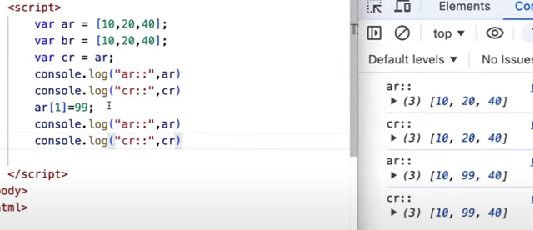 <script>
var ar = [10,20,40];
var br = [10,20,40];
var cr = ar;
console.log("ar::",ar)
console.log("cr::",cr)
ar[1]=99;
console.log("ar::",ar)
console.log("cr::",cr)
</script>
body>
html>
Elements
top
Default levels
No Issues
ar::
(3) [10, 20, 40]
cr::
(3) [10, 20, 40]
ar::
(3) [10, 99, 40]
cr::
(3) [10, 99, 40]